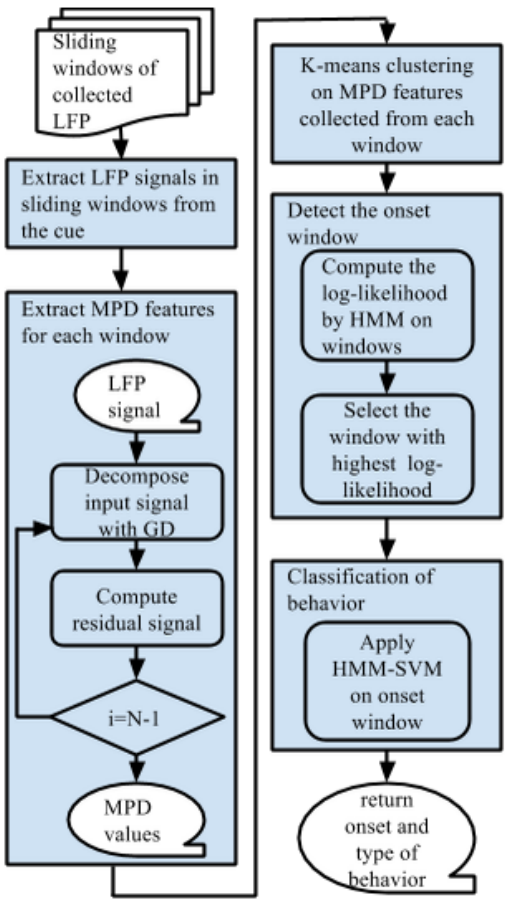 Sliding
windows of
collected
LFP
Extract LFP signals in
sliding windows from
the cue
Extract MPD features
for each window
LFP
signal
Decompose
input signal
with GD
Compute
residual signal
i=N-1
MPD
values
K-means clustering
on MPD features
collected from each
window
Detect the onset
window
Compute the
log-likelihood
by HMM on
windows
Select the
window with
highest log-
likelihood
Classification of
behavior
Apply
HMM-SVM
on onset
window
return
onset and
type of
behavior